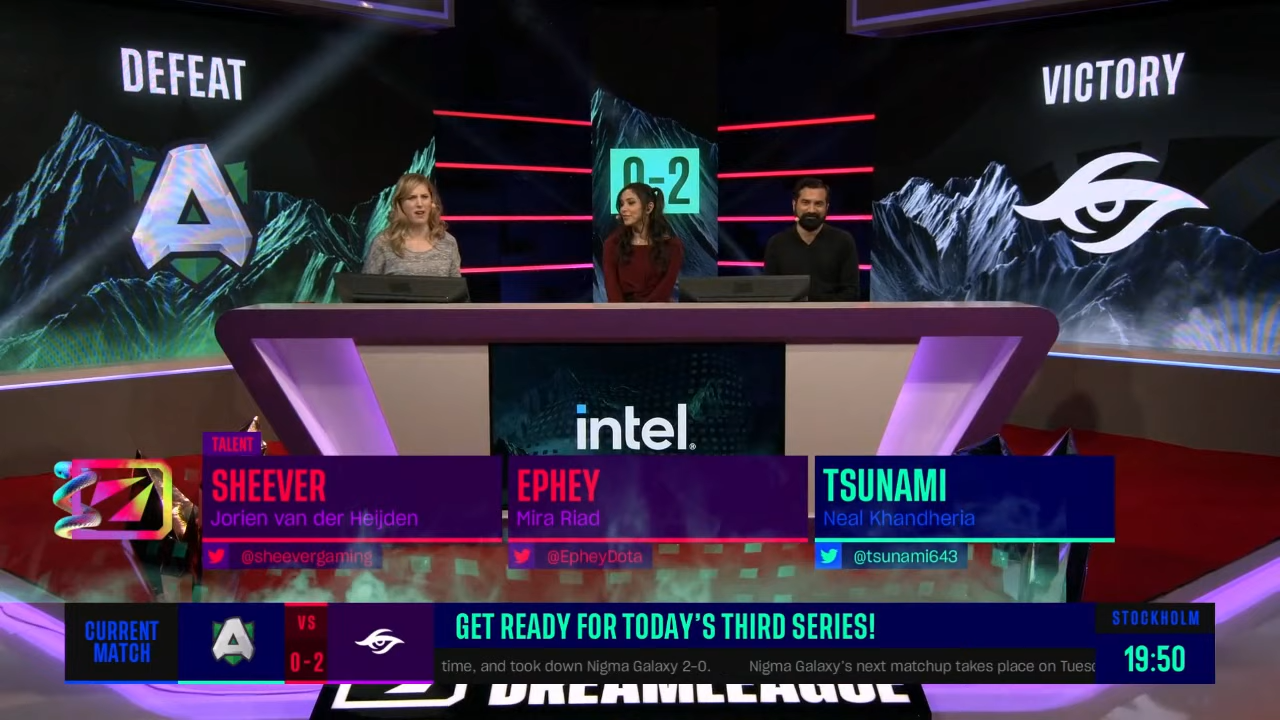 DEFEAT
VICTORY
0-2
intel.
TALENT
SHEEVER
Jorien van der Heijden
@sheevergaming
EPHEY
Mira Riad
@EpheyDota
TSUNAMI
Neal Khandheria
@tsunami643
CURRENT
MATCH
VS
0-2
GET READY FOR TODAY'S THIRD SERIES!
time, and took down Nigma Galaxy 2-0. Nigma Galaxy's next matchup takes place on Tuesd
STOCKHOLM
19:50
DREAMLEAGUE